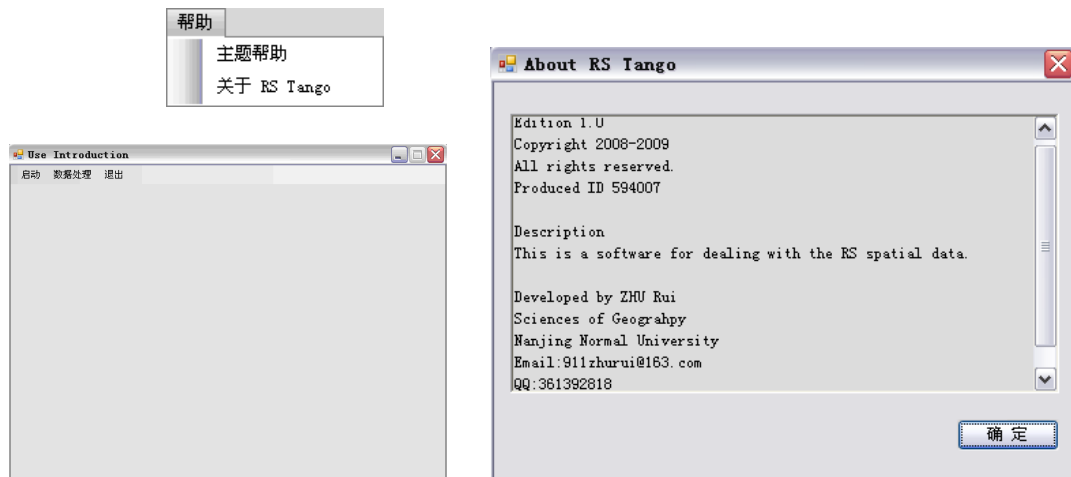 帮助
主题帮助
关于 RS Tango
Use Introduction
启动 数据处理 退出
About RS Tango
Edition 1.0
Copyright 2008-2009
All rights reserved.
Produced ID 594007
Description
This is a software for dealing with the RS spatial data.
Developed by ZHU Rui
Sciences of Geograhpy
Nanjing Normal University
Email:911zhurui@163.com
QQ:361392818
确 定